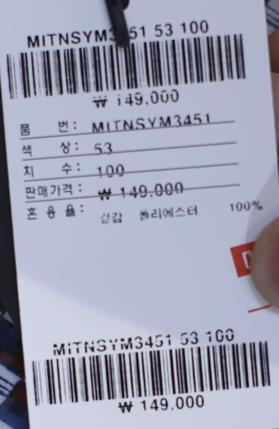 MITNSYM3451 53 100
₩ 149,000
품 번: MITNSYM3451
색 상: 53
치 수: 100
판매가격: ₩ 149,000
혼 용 율: 겉감 폴리에스터 100%
MITNSYM3451 53 100
₩ 149,000